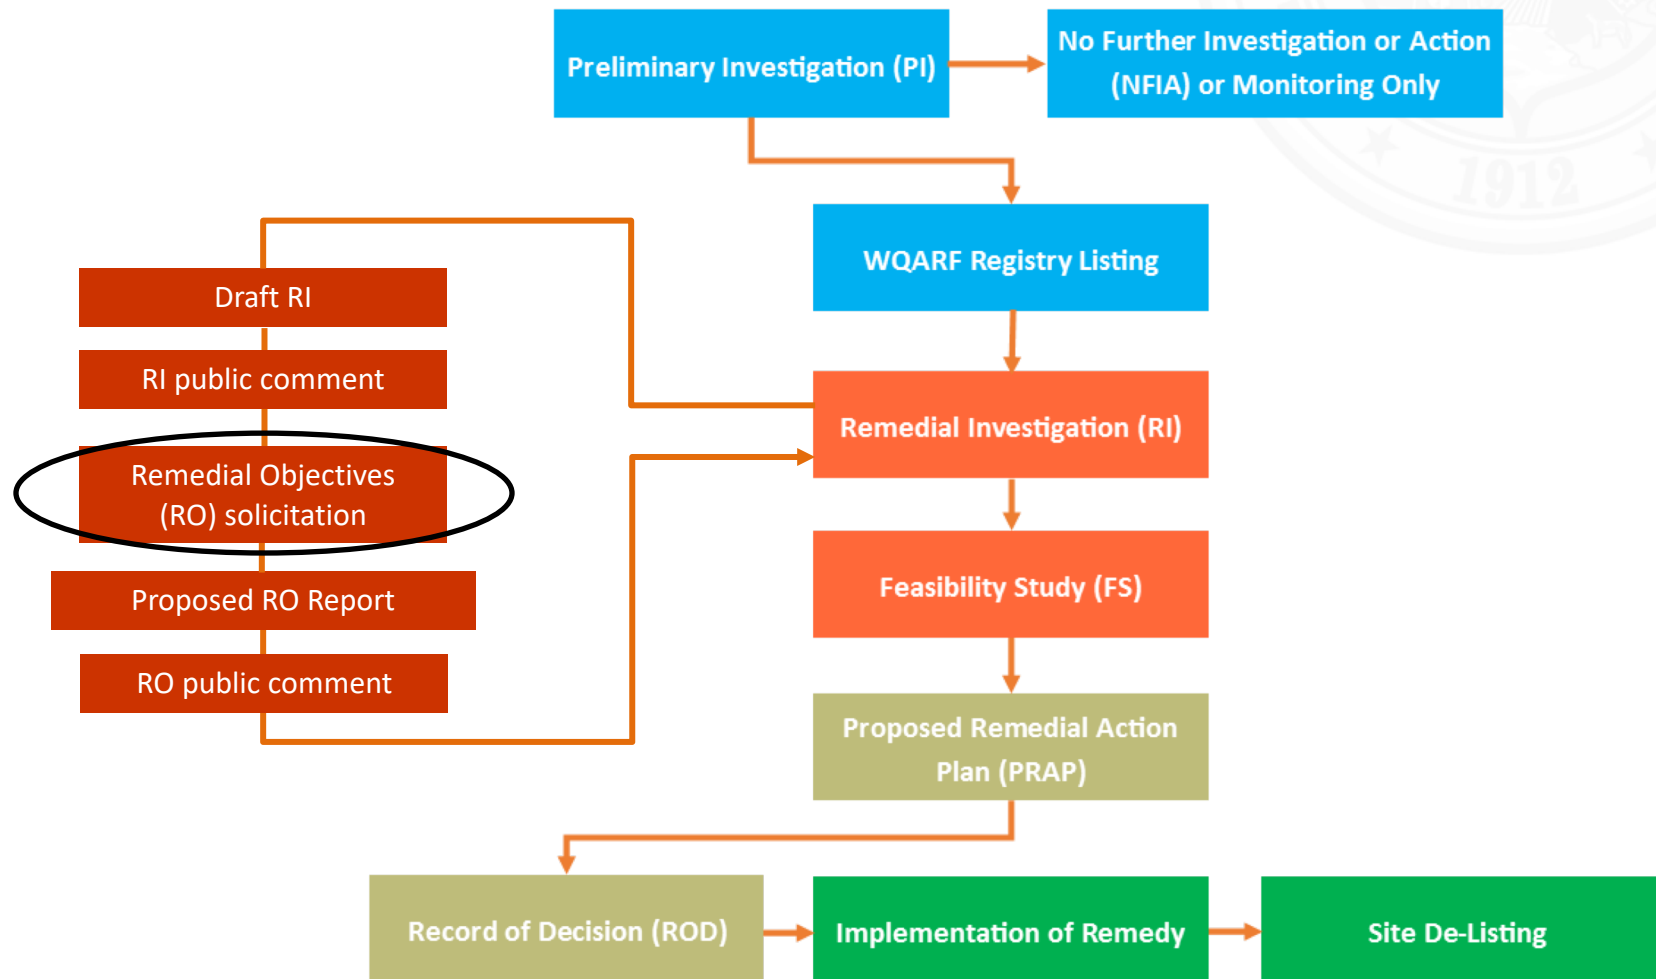 Preliminary Investigation (PI)
No Further Investigation or Action
(NFIA) or Monitoring Only
1912
WQARF Registry Listing
Draft RI
RI public comment
Remedial Objectives
(RO) solicitation
Proposed RO Report
RO public comment
Remedial Investigation (RI)
Feasibility Study (FS)
Proposed Remedial Action
Plan (PRAP)
Record of Decision (ROD)
Implementation of Remedy
Site De-Listing